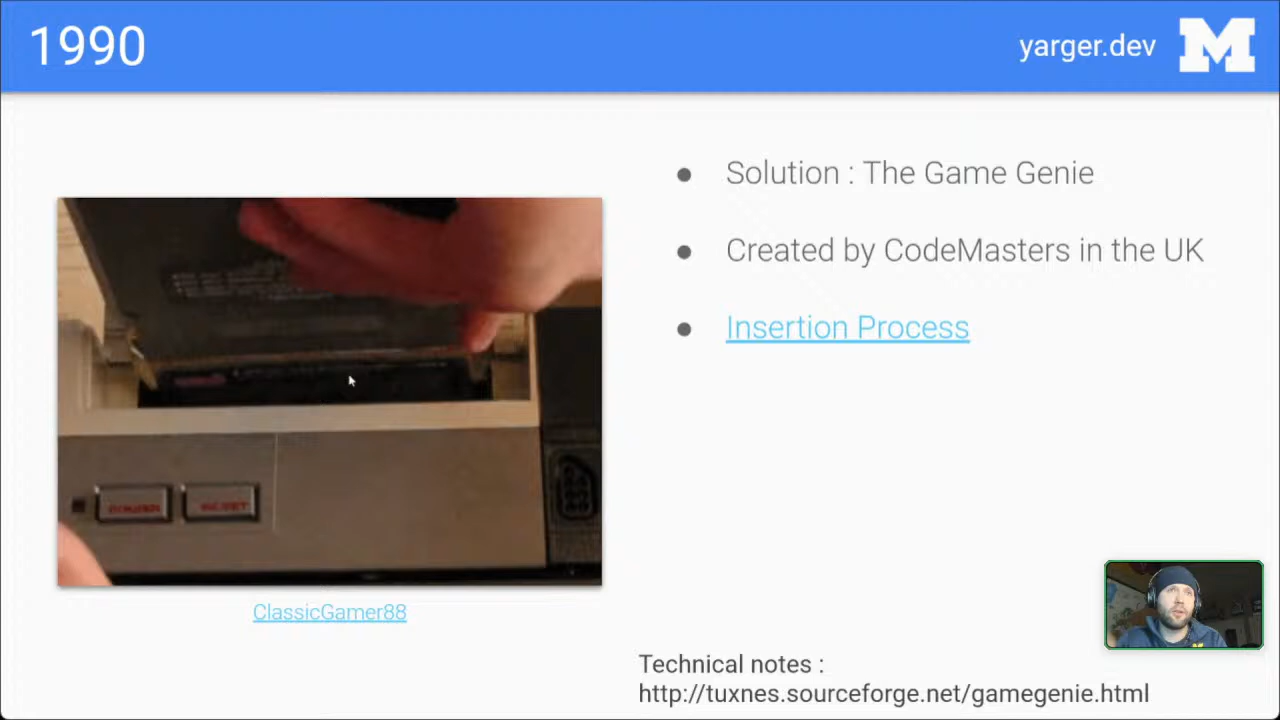 1990
yarger.dev
M
Solution : The Game Genie
Created by CodeMasters in the UK
Insertion Process
ClassicGamer88
Technical notes :
http://tuxnes.sourceforge.net/gamegenie.html